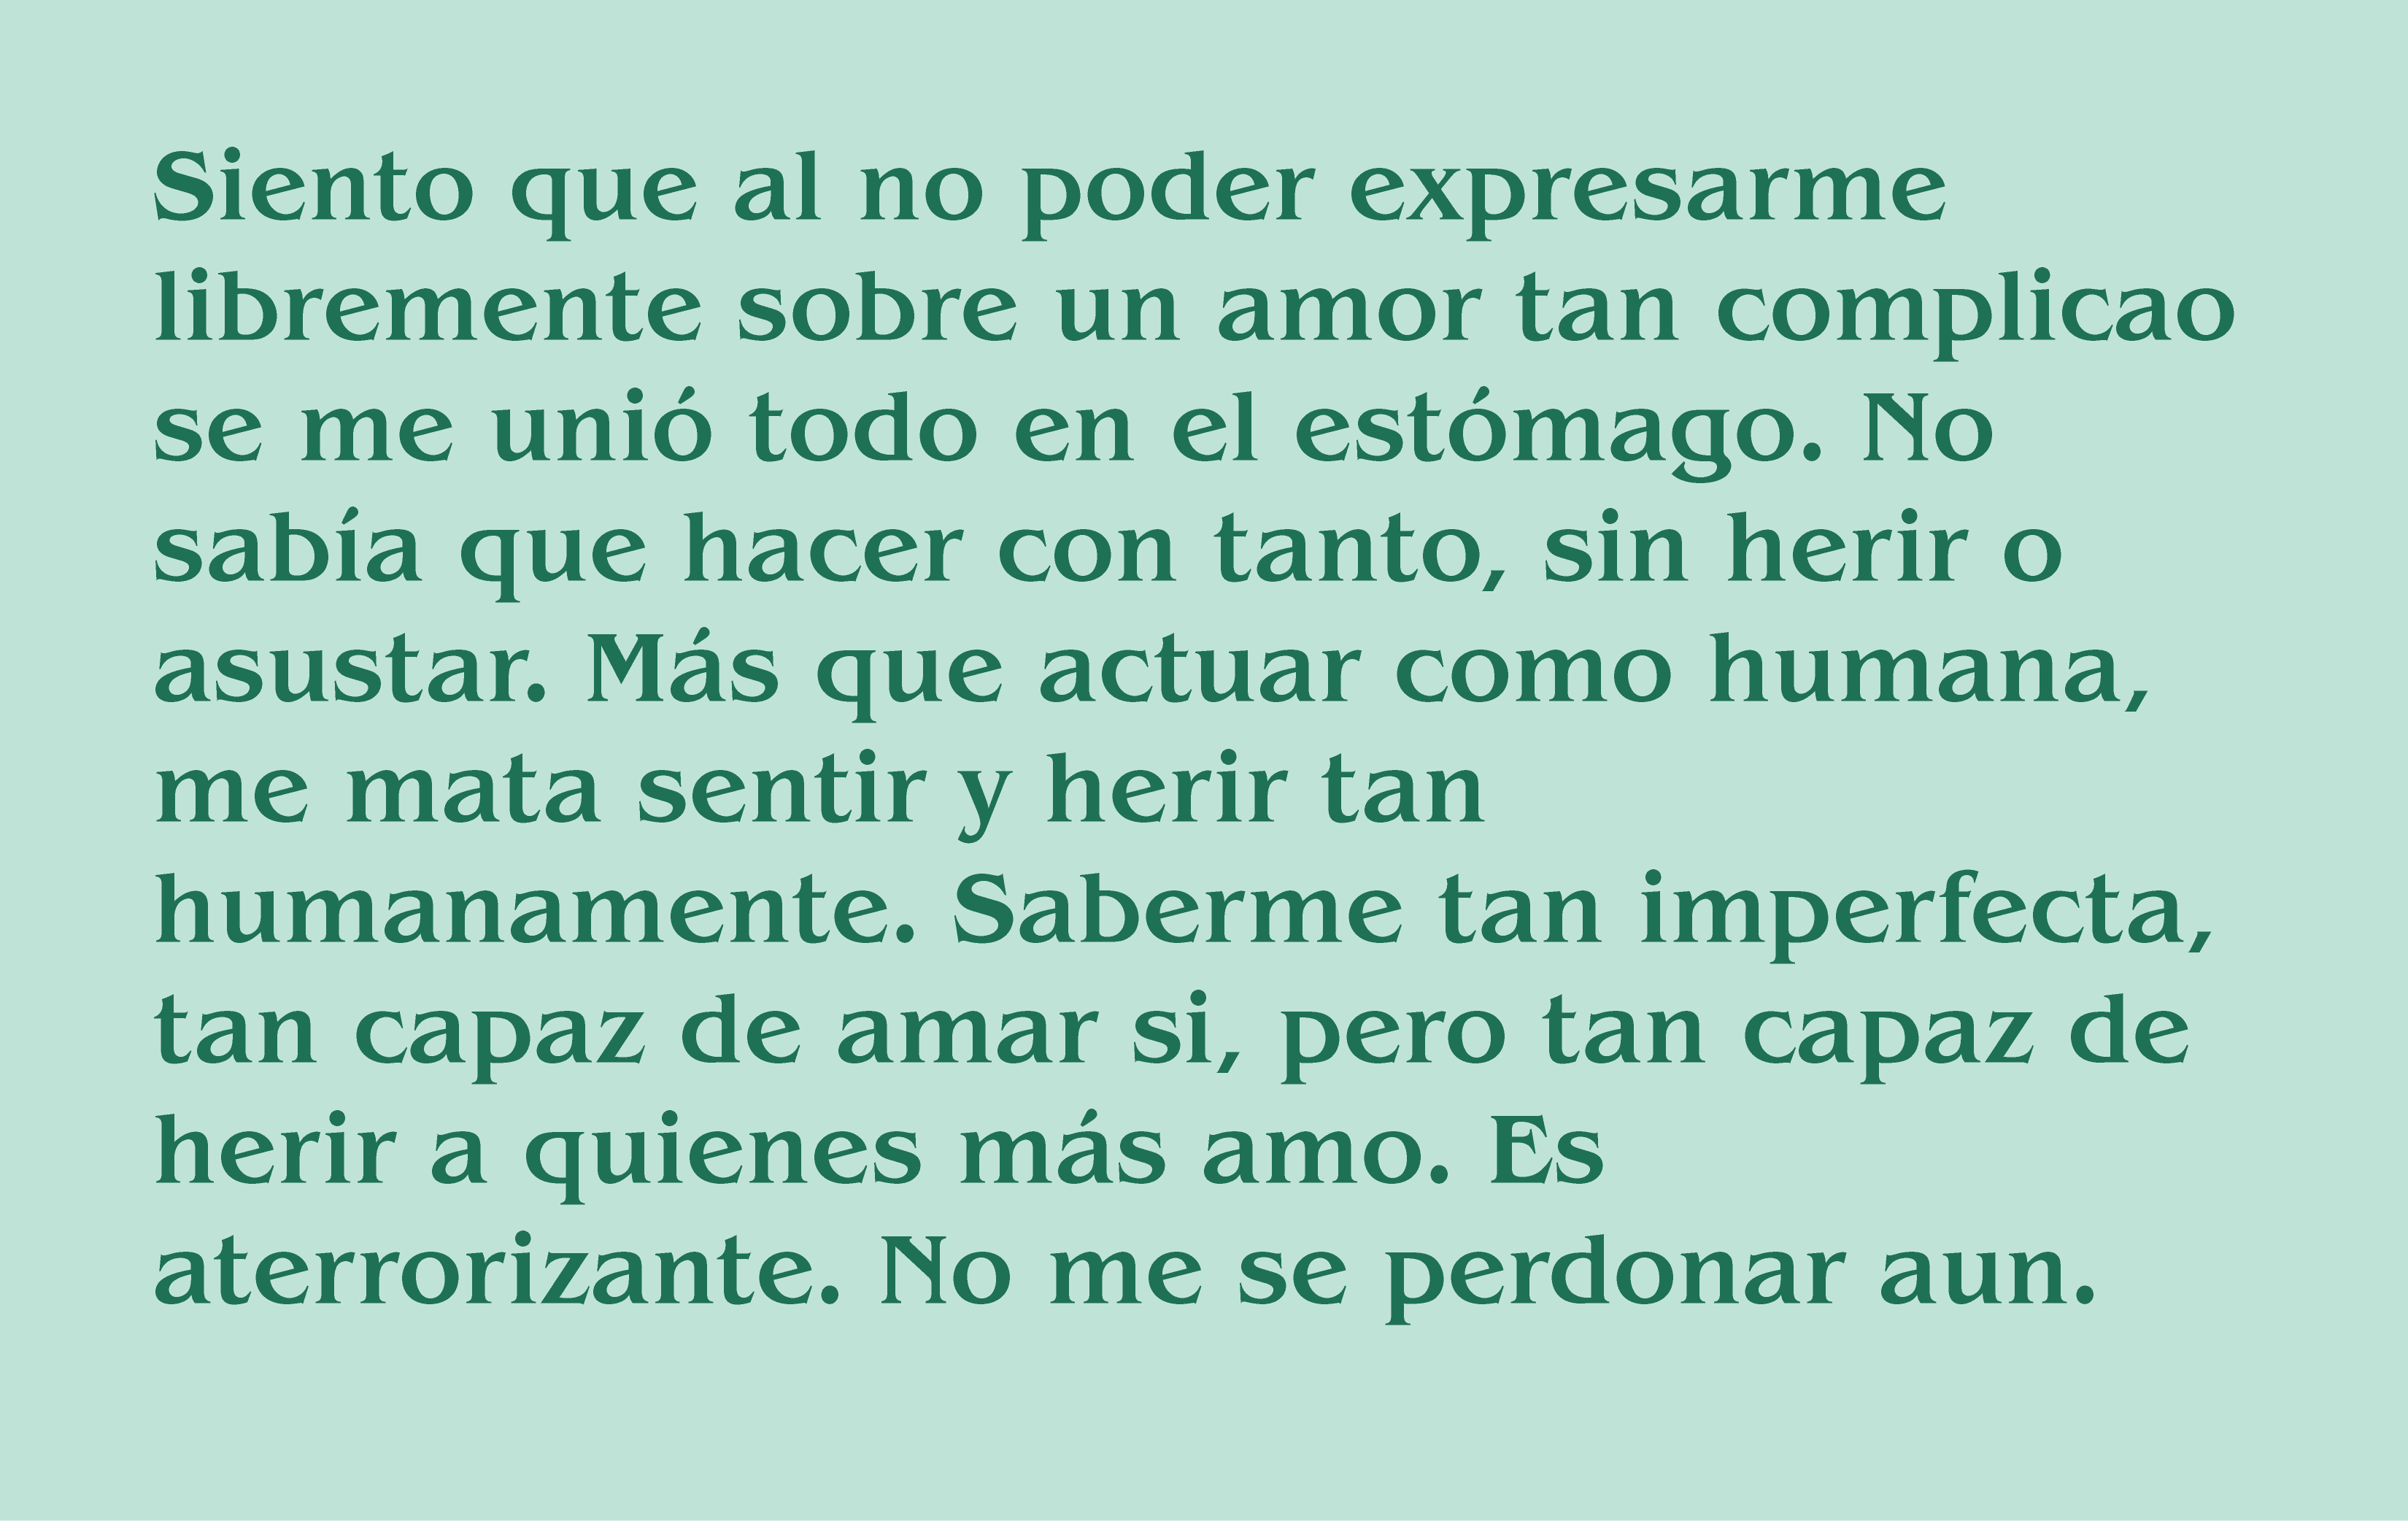 Siento que al no poder expresarme
libremente sobre un amor tan complicao
se me unió todo en el estómago. No
sabía que hacer con tanto, sin herir o
asustar. Más que actuar como humana,
me mata sentir y herir tan
humanamente. Saberme tan imperfecta,
tan capaz de amar si, pero tan capaz de
herir a quienes más amo. Es
aterrorizante. No me se perdonar aun.